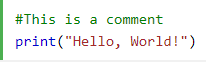 #This is a comment
print("Hello, World!")